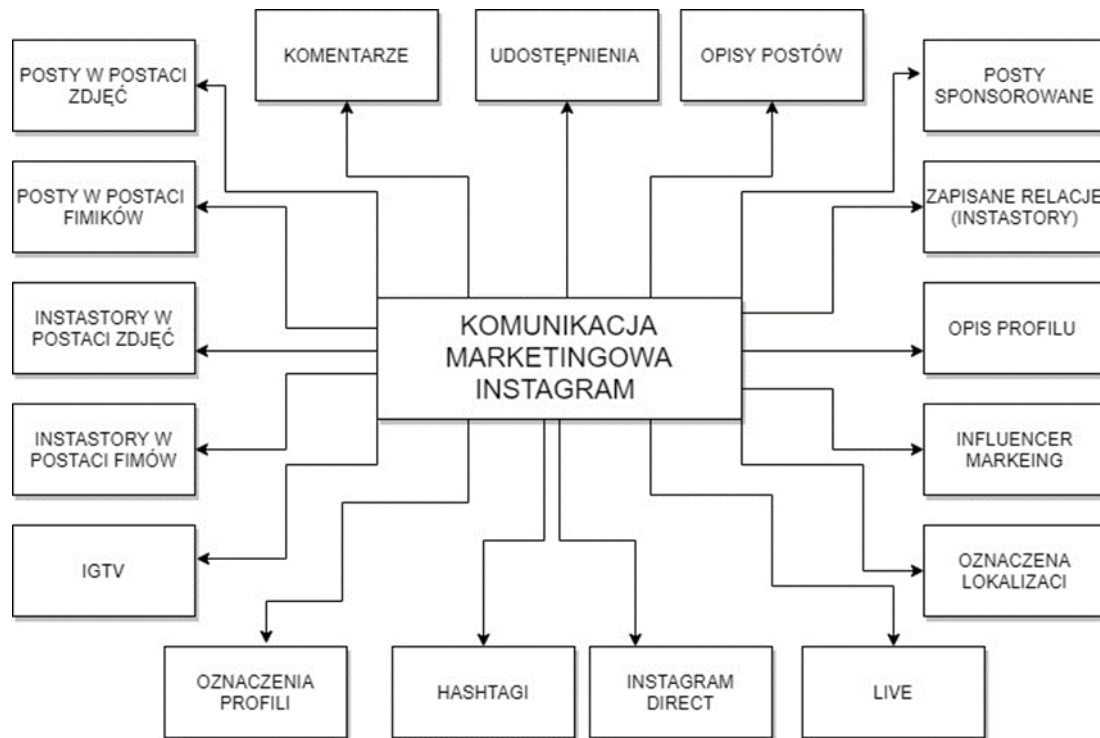 KOMENTARZE
UDOSTĘPNIENIA
OPISY POSTÓW
POSTY W POSTACI
ZDJĘĆ
POSTY
SPONSOROWANE
POSTY W POSTACI
FIMIKÓW
ZAPISANE RELACJE
(INSTASTORY)
INSTASTORY W
POSTACI ZDJĘĆ
KOMUNIKACJA
MARKETINGOWA
INSTAGRAM
OPIS PROFILU
INSTASTORY W
POSTACI FIMÓW
INFLUENCER
MARKEING
IGTV
OZNACZENA
LOKALIZACI
OZNACZENIA
PROFILI
HASHTAGI
INSTAGRAM
DIRECT
LIVE